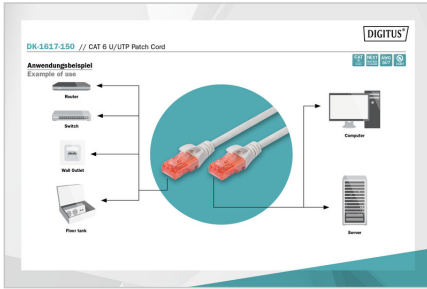 DIGITUS®
DK-1617-150 // CAT 6 U/UTP Patch Cord
Anwendungsbeispiel
Example of use
Router
Switch
Wall Outlet
Floor tank
Computer
Server